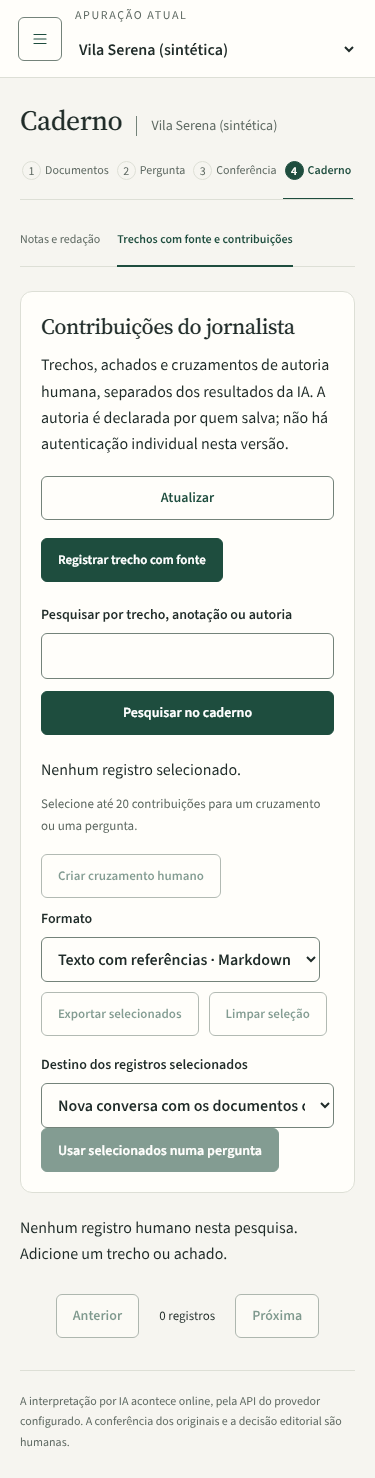 APURAÇÃO ATUAL
Vila Serena (sintética)
Caderno
Vila Serena (sintética)
1 Documentos 2 Pergunta 3 Conferência 4 Caderno
Notas e redação Trechos com fonte e contribuições
Contribuições do jornalista
Trechos, achados e cruzamentos de autoria
humana, separados dos resultados da IA. A
autoria é declarada por quem salva; não há
autenticação individual nesta versão.
Atualizar
Registrar trecho com fonte
Pesquisar por trecho, anotação ou autoria
Pesquisar no caderno
Nenhum registro selecionado.
Selecione até 20 contribuições para um cruzamento
ou uma pergunta.
Criar cruzamento humano
Formato
Texto com referências · Markdown
Exportar selecionados Limpar seleção
Destino dos registros selecionados
Nova conversa com os documentos
Usar selecionados numa pergunta
Nenhum registro humano nesta pesquisa.
Adicione um trecho ou achado.
Anterior 0 registros Próxima
A interpretação por IA acontece online, pela API do provedor
configurado. A conferência dos originais e a decisão editorial são
humanas.